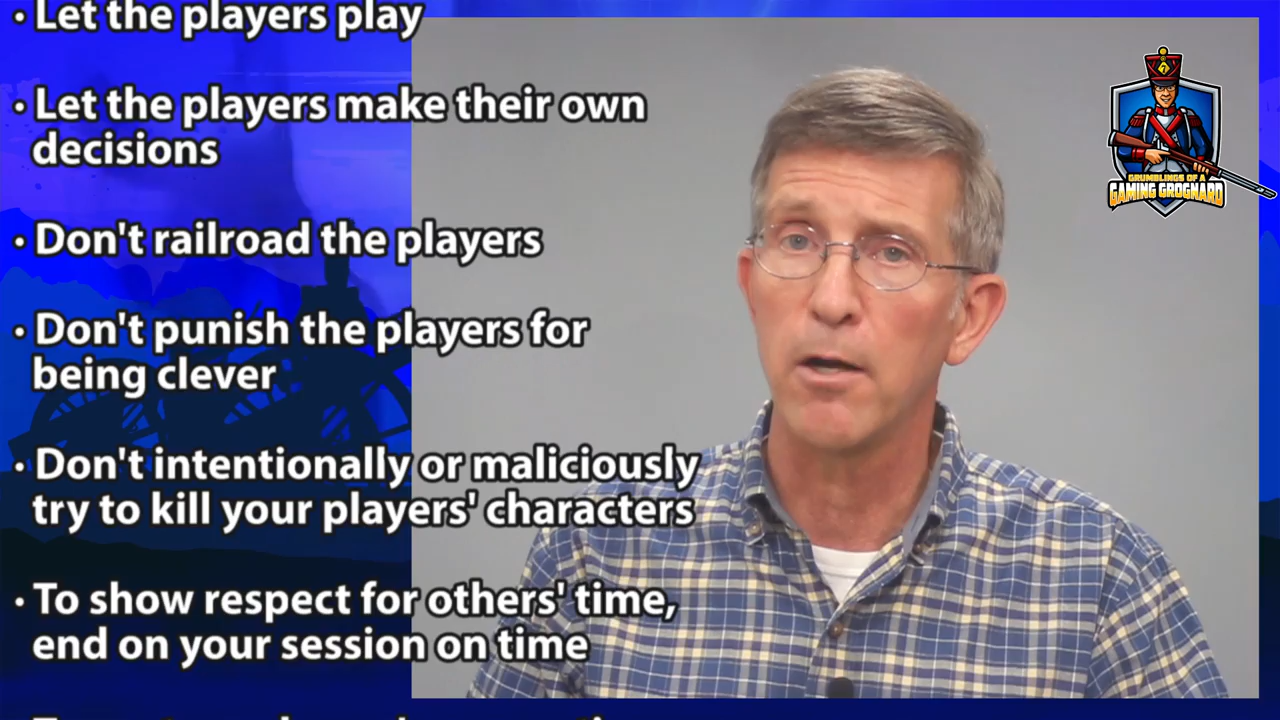 • Let the players play
• Let the players make their own
decisions
• Don't railroad the players
• Don't punish the players for
being clever
• Don't intentionally or maliciously
try to kill your players' characters
• To show respect for others' time,
end on your session on time
GRUMBLINGS OF A
GAMING GROGNARD